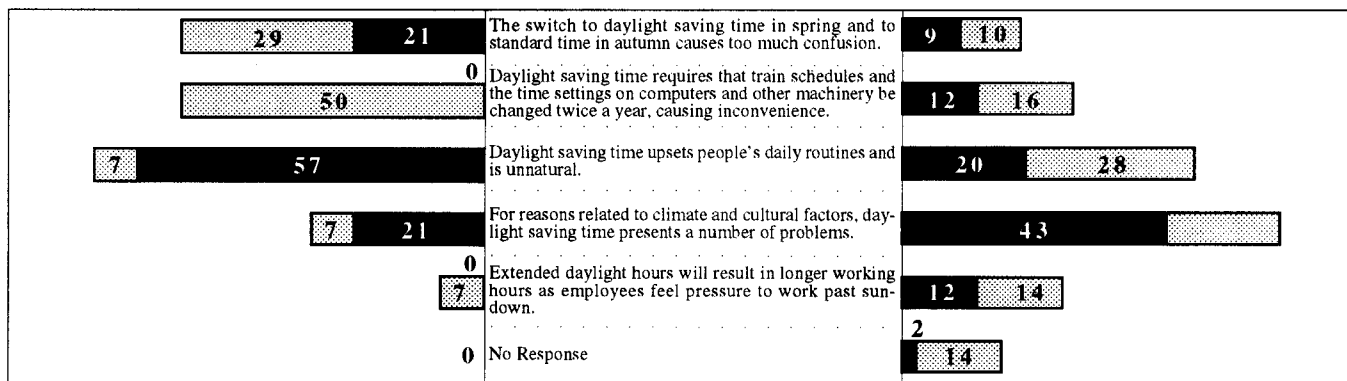 29 21 The switch to daylight saving time in spring and to 9 10
standard time in autumn causes too much confusion.
0
Daylight saving time requires that train schedules and
50 the time settings on computers and other machinery be 12 16
changed twice a year, causing inconvenience.
7 57 Daylight saving time upsets people's daily routines and 20 28
is unnatural.
7 21 For reasons related to climate and cultural factors, day- 43
light saving time presents a number of problems.
0
7 Extended daylight hours will result in longer working 12 14
hours as employees feel pressure to work past sun-
down.
2
0 No Response 14